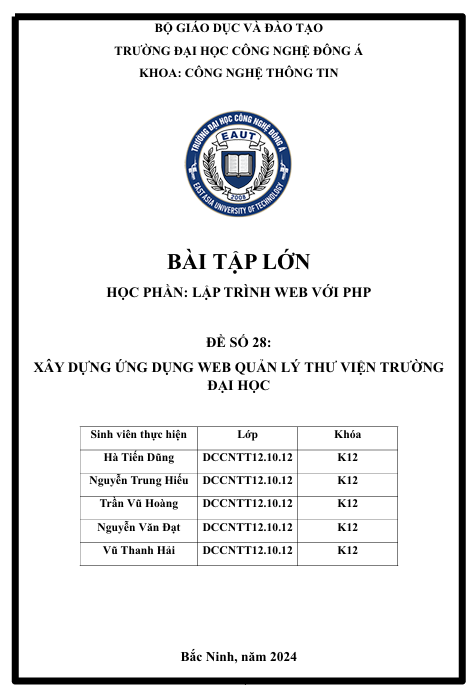 BỘ GIÁO DỤC VÀ ĐÀO TẠO
TRƯỜNG ĐẠI HỌC CÔNG NGHỆ ĐÔNG Á
KHOA: CÔNG NGHỆ THÔNG TIN
TRƯỜNG ĐẠI HỌC CÔNG NGHỆ ĐÔNG Á
EAUT
2008
EAST ASIA UNIVERSITY OF TECHNOLOGY
BÀI TẬP LỚN
HỌC PHẦN: LẬP TRÌNH WEB VỚI PHP
ĐỀ SỐ 28:
XÂY DỰNG ỨNG DỤNG WEB QUẢN LÝ THƯ VIỆN TRƯỜNG
ĐẠI HỌC
Sinh viên thực hiện Lớp Khóa
Hà Tiến Dũng DCCNTT12.10.12 K12
Nguyễn Trung Hiếu DCCNTT12.10.12 K12
Trần Vũ Hoàng DCCNTT12.10.12 K12
Nguyễn Văn Đạt DCCNTT12.10.12 K12
Vũ Thanh Hải DCCNTT12.10.12 K12
Bắc Ninh, năm 2024